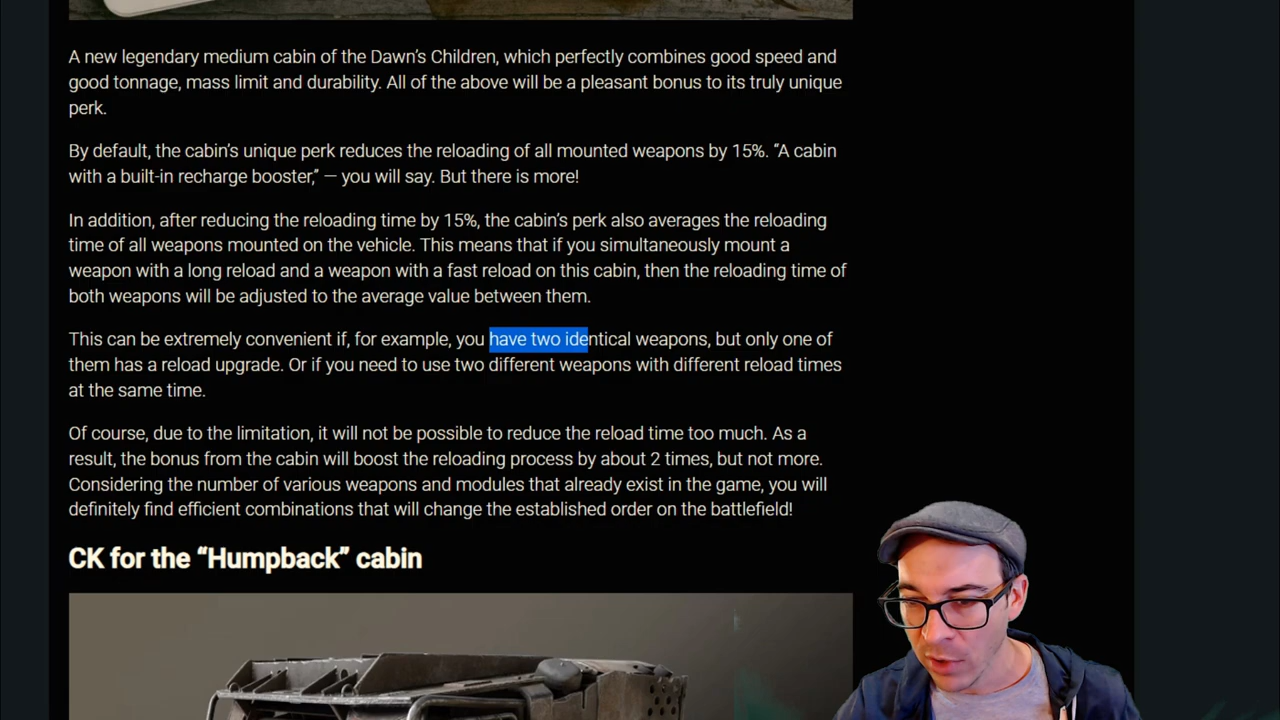 A new legendary medium cabin of the Dawn’s Children, which perfectly combines good speed and
good tonnage, mass limit and durability. All of the above will be a pleasant bonus to its truly unique
perk.
By default, the cabin’s unique perk reduces the reloading of all mounted weapons by 15%. “A cabin
with a built-in recharge booster,” — you will say. But there is more!
In addition, after reducing the reloading time by 15%, the cabin’s perk also averages the reloading
time of all weapons mounted on the vehicle. This means that if you simultaneously mount a
weapon with a long reload and a weapon with a fast reload on this cabin, then the reloading time of
both weapons will be adjusted to the average value between them.
This can be extremely convenient if, for example, you have two identical weapons, but only one of
them has a reload upgrade. Or if you need to use two different weapons with different reload times
at the same time.
Of course, due to the limitation, it will not be possible to reduce the reload time too much. As a
result, the bonus from the cabin will boost the reloading process by about 2 times, but not more.
Considering the number of various weapons and modules that already exist in the game, you will
definitely find efficient combinations that will change the established order on the battlefield!
CK for the “Humpback” cabin